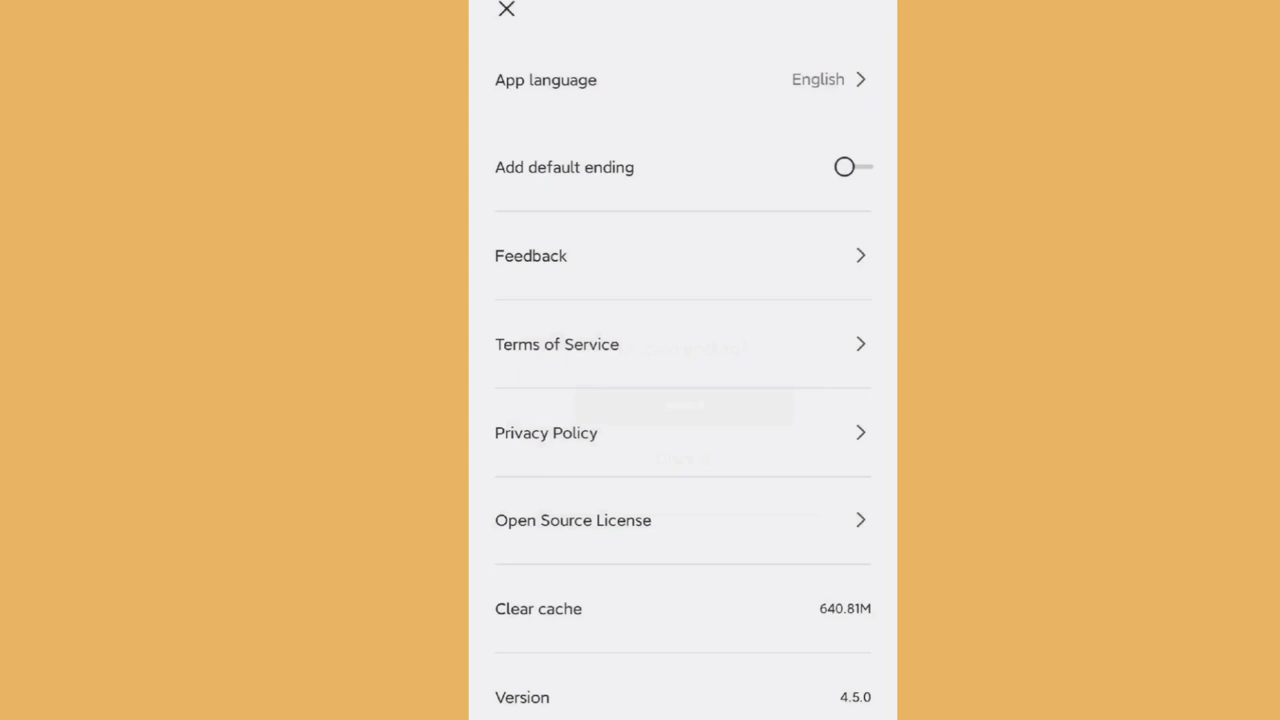 App language
English
Add default ending
Feedback
Terms of Service
Privacy Policy
Open Source License
Clear cache
640.81M
Version
4.5.0